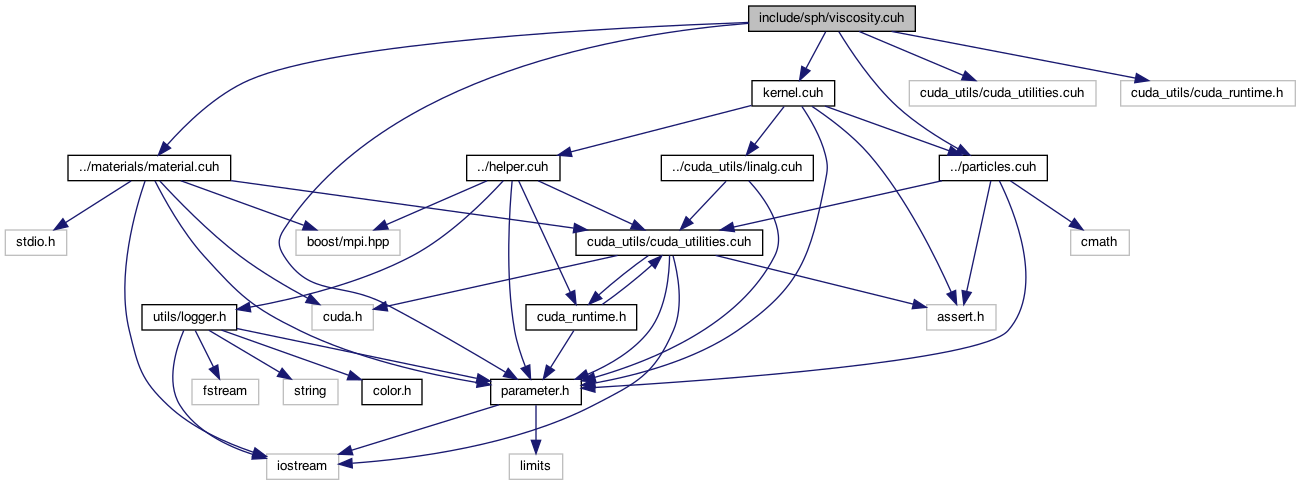 include/sph/viscosity.cuh
kernel.cuh
cuda_utils/cuda_utilities.cuh
cuda_utils/cuda_runtime.h
../materials/material.cuh
../helper.cuh
../cuda_utils/linalg.cuh
../particles.cuh
stdio.h
boost/mpi.hpp
cuda_utils/cuda_utilities.cuh
cmath
utils/logger.h
cuda.h
cuda_runtime.h
assert.h
fstream
string
color.h
parameter.h
iostream
limits